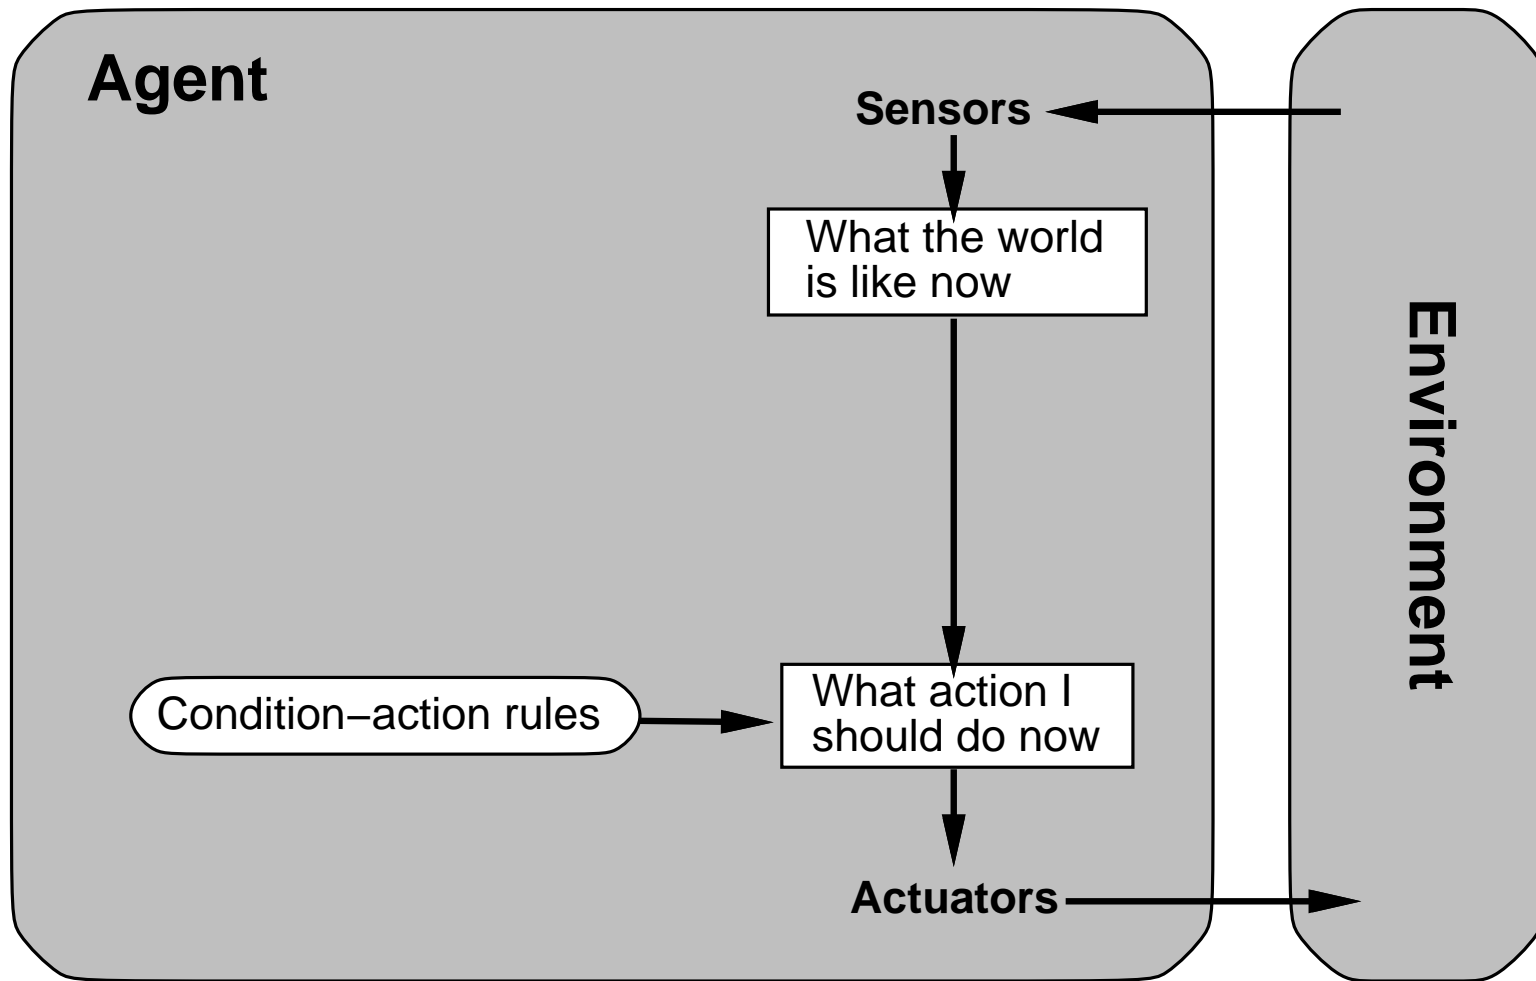 Agent
Sensors
What the world
is like now
Environment
Condition–action rules
What action I
should do now
Actuators